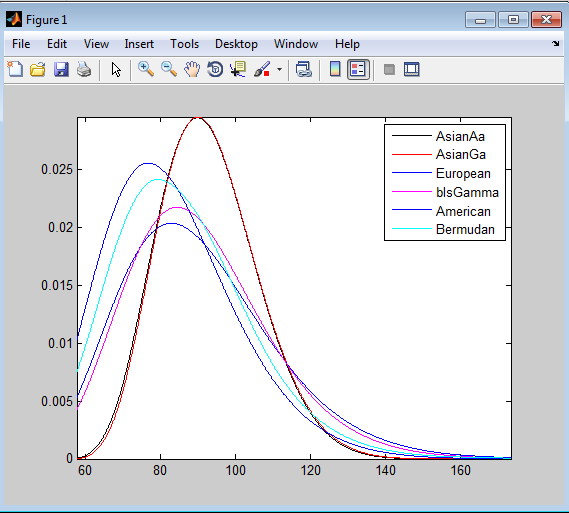 Figure 1
File Edit View Insert Tools Desktop Window Help
AsianAa
AsianGa
European
blsGamma
American
Bermudan
0.025
0.02
0.015
0.01
0.005
0
60 80 100 120 140 160